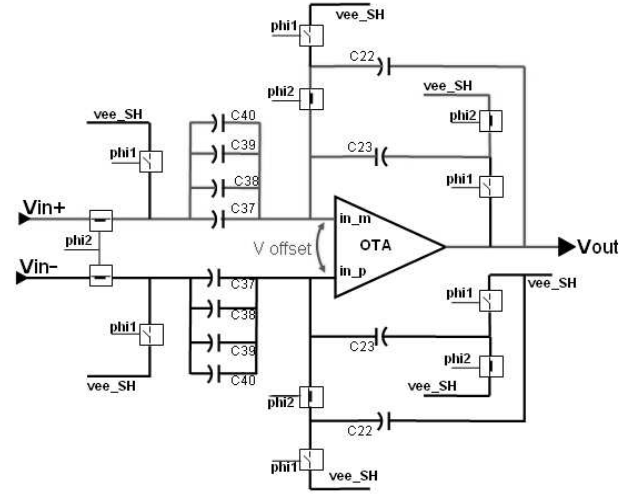 vee_SH
phi1
C22
phi2
vee_SH
vee_SH
C40
phi2
phi1
C39
C23
phi1
C38
Vin+
C37
in_m
phi2
V offset
OTA
Vout
Vin-
in_p
C37
vee_SH
phi1
C38
phi1
C39
C23
phi2
vee_SH
C40
phi2
vee_SH
C22
phi1
vee_SH